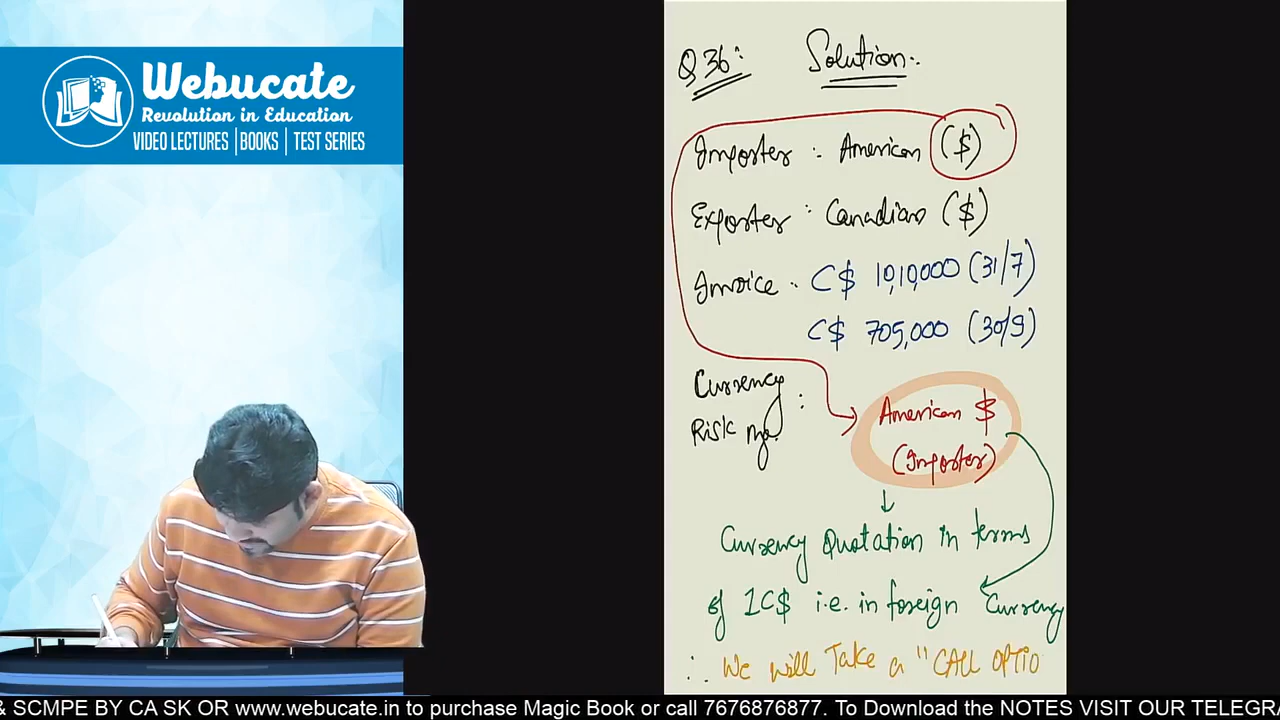 Webucate
Revolution in Education
VIDEO LECTURES | BOOKS | TEST SERIES
Q 36:
Solution:
Importer : American ($)
Exporter : Canadian ($)
Invoice : C$ 10,10,000 (31/7)
C$ 705,000 (30/9)
Currency
Risk Mg. :
American $
(Importer)
Currency Quotation in terms
of 1C$ i.e. in foreign Currency
∴ We will Take a "CALL OPTIO
& SCMPE BY CA SK OR www.webucate.in to purchase Magic Book or call 7676876877. To Download the NOTES VISIT OUR TELEGRA